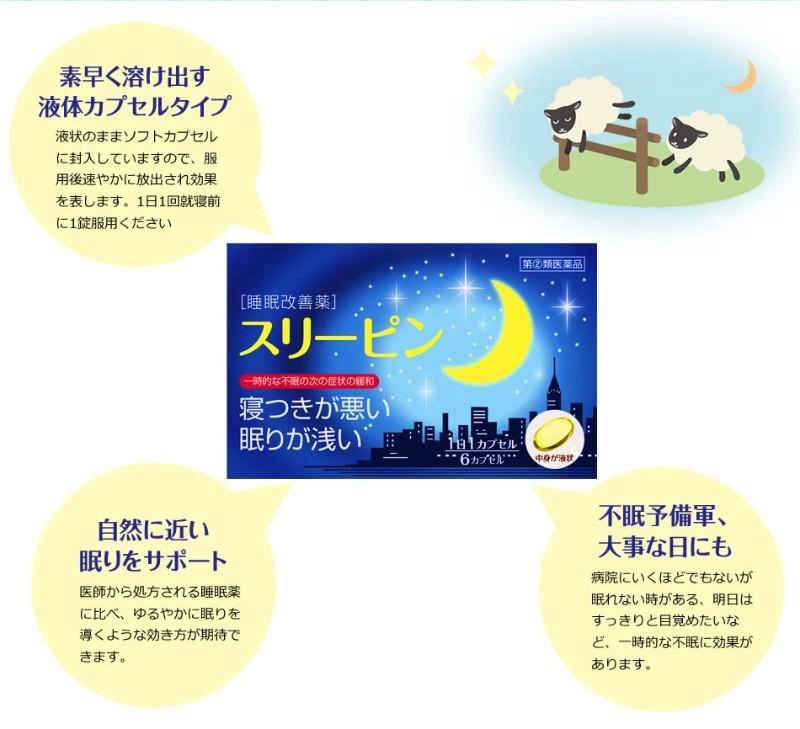 素早く溶け出す
液体カプセルタイプ
液状のままソフトカプセル
に封入していますので、服
用後速やかに放出され効果
を表します。1日1回就寝前
に1錠服用ください
第②類医薬品
[睡眠改善薬]
スリーピン
一時的な不眠の次の症状の緩和
寝つきが悪い
眠りが浅い
1日1カプセル
6カプセル
中身が液状
自然に近い
眠りをサポート
医師から処方される睡眠薬
に比べ、ゆるやかに眠りを
導くような効き方が期待で
きます。
不眠予備軍、
大事な日にも
病院にいくほどでもないが
眠れない時がある、明日は
すっきりと目覚めたいな
ど、一時的な不眠に効果が
あります。